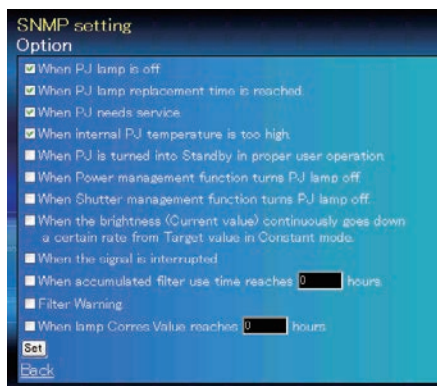 SNMP setting
Option
When PJ lamp is off
When PJ lamp replacement time is reached.
When PJ needs service.
When internal PJ temperature is too high.
When PJ is turned into Standby in proper user operation.
When Power management function turns PJ lamp off.
When Shutter management function turns PJ lamp off.
When the brightness (Current value) continuously goes down
a certain rate from Target value in Constant mode.
When the signal is interrupted
When accumulated filter use time reaches 0 hours.
Filter Warning.
When lamp Corres.Value reaches 0 hours
Set
Back